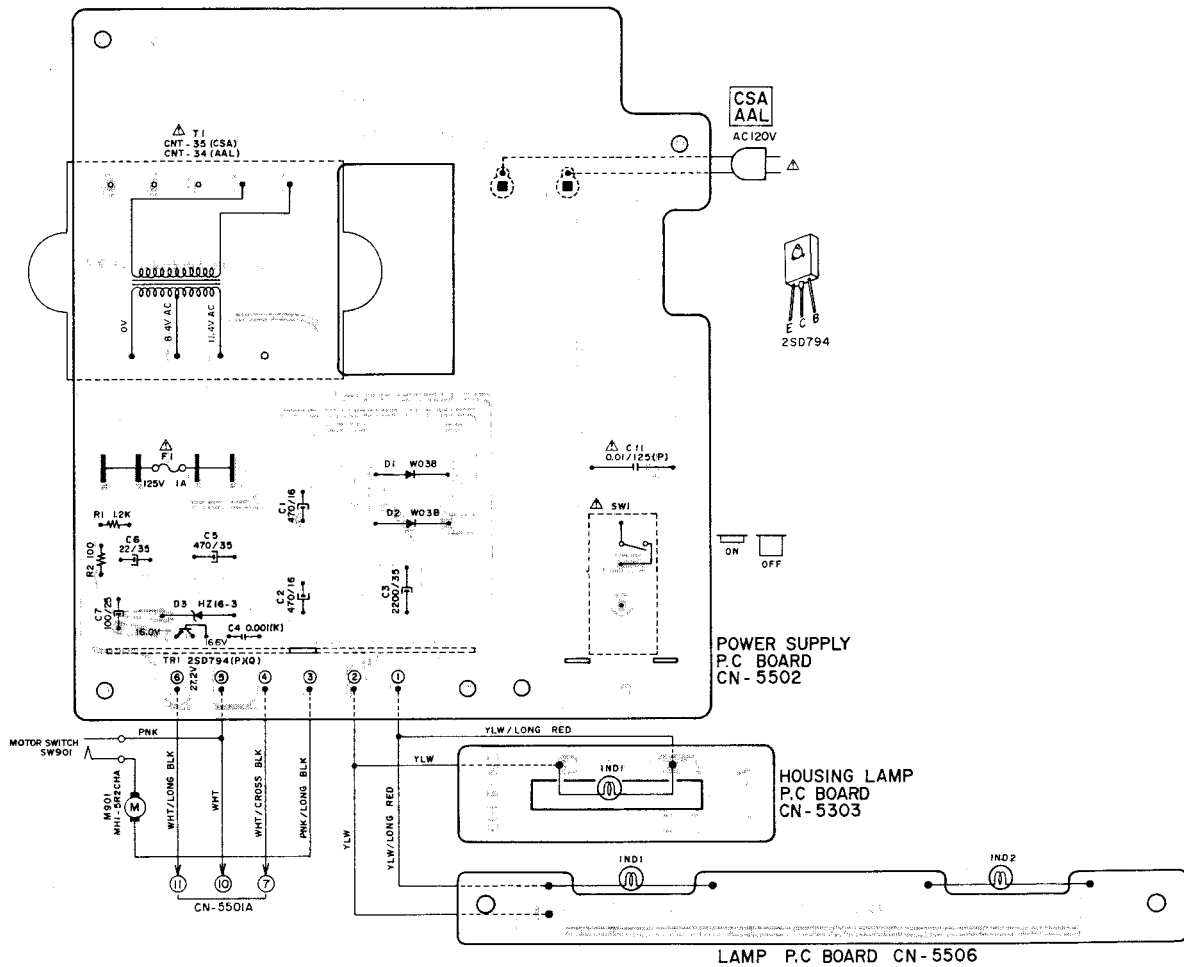 CSA
AAL
AC120V
T1
CNT-35 (CSA)
CNT-34 (AAL)
E C B
2SD794
0V
8.4V AC
11.4V AC
F1
125V 1A
D1 W03B
D2 W03B
C11
0.01/125(P)
SW1
ON
OFF
C1
470/16
R1 1.2K
R2 100
C6
22/35
C5
470/35
C2
470/16
C3
2200/35
C7
100/25
D3 HZ16-3
16.0V
16.6V
C4 0.001(K)
TR1 2SD794(P)(Q)
27.2V
6 5 4 3 2 1
POWER SUPPLY
P.C BOARD
CN-5502
MOTOR SWITCH
SW901
PNK
M901
MHI-5R2CHA
M
WHT/LONG BLK
WHT
WHT/CROSS BLK
PNK/LONG BLK
YLW
YLW/LONG RED
YLW
YLW/LONG RED
IND1
HOUSING LAMP
P.C BOARD
CN-5303
11 10 7
CN-5501A
IND1
IND2
LAMP P.C BOARD CN-5506